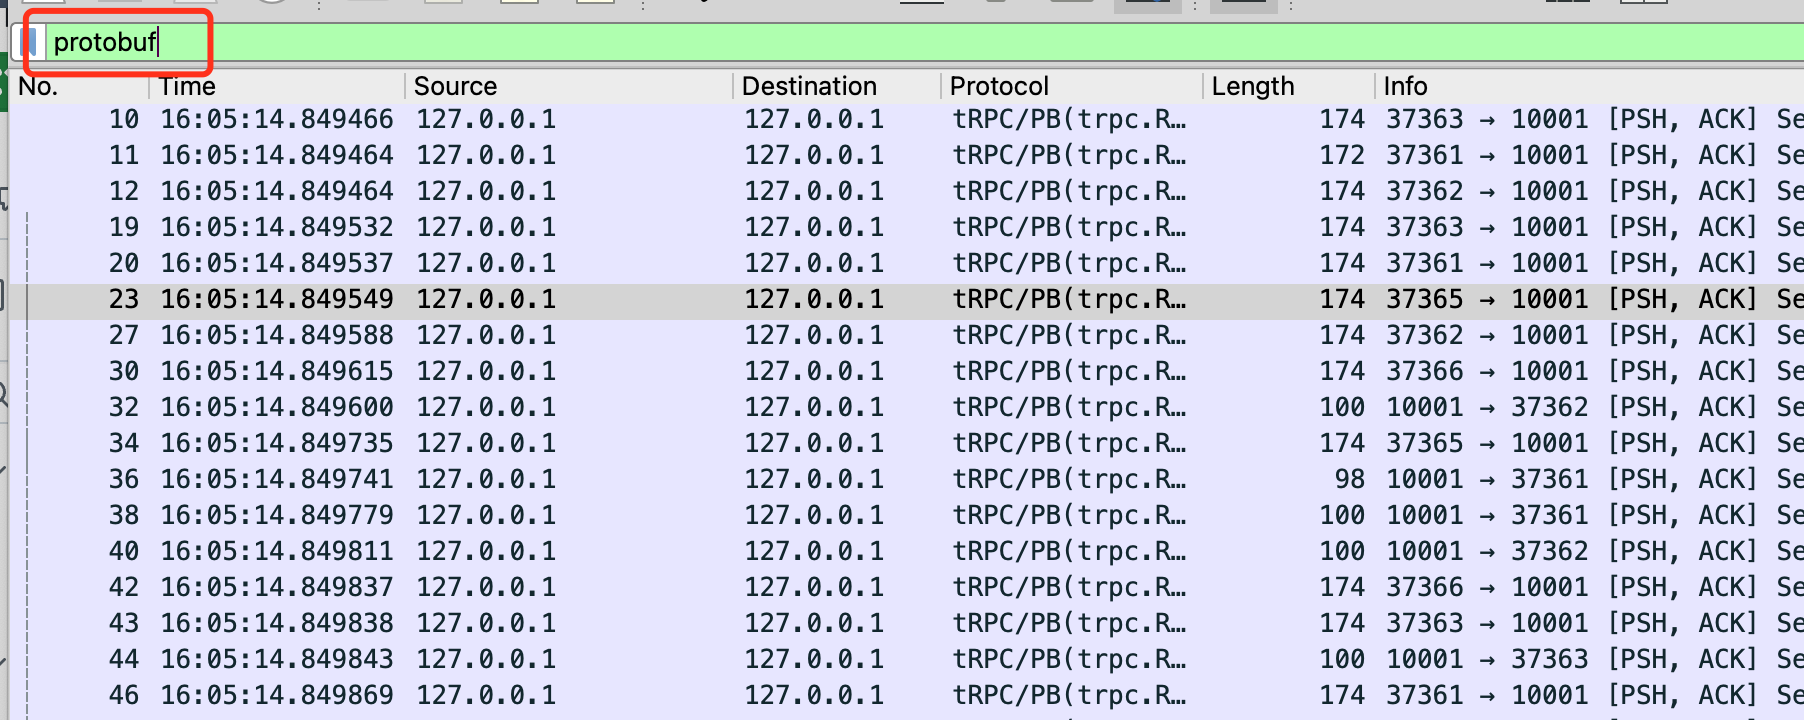 protobuf
No. Time Source Destination Protocol Length Info
10 16:05:14.849466 127.0.0.1 127.0.0.1 tRPC/PB(trpc.R… 174 37363 → 10001 [PSH, ACK] Se
11 16:05:14.849464 127.0.0.1 127.0.0.1 tRPC/PB(trpc.R… 172 37361 → 10001 [PSH, ACK] Se
12 16:05:14.849464 127.0.0.1 127.0.0.1 tRPC/PB(trpc.R… 174 37362 → 10001 [PSH, ACK] Se
19 16:05:14.849532 127.0.0.1 127.0.0.1 tRPC/PB(trpc.R… 174 37363 → 10001 [PSH, ACK] Se
20 16:05:14.849537 127.0.0.1 127.0.0.1 tRPC/PB(trpc.R… 174 37361 → 10001 [PSH, ACK] Se
23 16:05:14.849549 127.0.0.1 127.0.0.1 tRPC/PB(trpc.R… 174 37365 → 10001 [PSH, ACK] Se
27 16:05:14.849588 127.0.0.1 127.0.0.1 tRPC/PB(trpc.R… 174 37362 → 10001 [PSH, ACK] Se
30 16:05:14.849615 127.0.0.1 127.0.0.1 tRPC/PB(trpc.R… 174 37366 → 10001 [PSH, ACK] Se
32 16:05:14.849600 127.0.0.1 127.0.0.1 tRPC/PB(trpc.R… 100 10001 → 37362 [PSH, ACK] Se
34 16:05:14.849735 127.0.0.1 127.0.0.1 tRPC/PB(trpc.R… 174 37365 → 10001 [PSH, ACK] Se
36 16:05:14.849741 127.0.0.1 127.0.0.1 tRPC/PB(trpc.R… 98 10001 → 37361 [PSH, ACK] Se
38 16:05:14.849779 127.0.0.1 127.0.0.1 tRPC/PB(trpc.R… 100 10001 → 37361 [PSH, ACK] Se
40 16:05:14.849811 127.0.0.1 127.0.0.1 tRPC/PB(trpc.R… 100 10001 → 37362 [PSH, ACK] Se
42 16:05:14.849837 127.0.0.1 127.0.0.1 tRPC/PB(trpc.R… 174 37366 → 10001 [PSH, ACK] Se
43 16:05:14.849838 127.0.0.1 127.0.0.1 tRPC/PB(trpc.R… 174 37363 → 10001 [PSH, ACK] Se
44 16:05:14.849843 127.0.0.1 127.0.0.1 tRPC/PB(trpc.R… 100 10001 → 37363 [PSH, ACK] Se
46 16:05:14.849869 127.0.0.1 127.0.0.1 tRPC/PB(trpc.R… 174 37361 → 10001 [PSH, ACK] Se